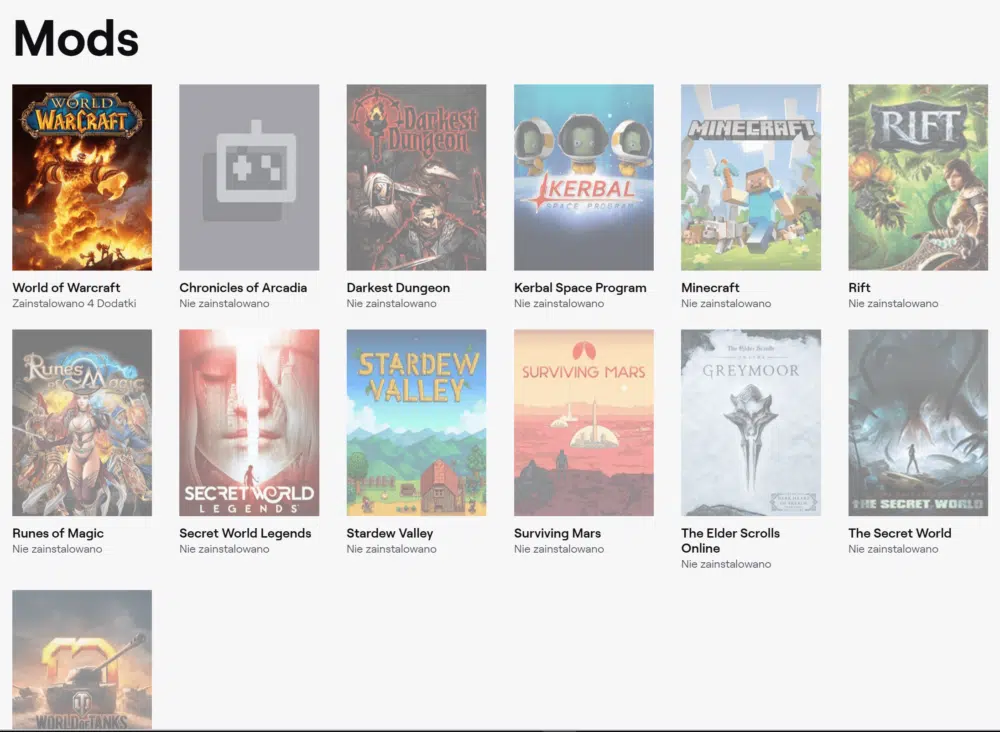 Mods
WORLD
OF
WARCRAFT
Darkest
Dungeon
KERBAL
SPACE PROGRAM
MINECRAFT
RIFT
World of Warcraft
Zainstalowano 4 Dodatki
Chronicles of Arcadia
Nie zainstalowano
Darkest Dungeon
Nie zainstalowano
Kerbal Space Program
Nie zainstalowano
Minecraft
Nie zainstalowano
Rift
Nie zainstalowano
Runes
of Magic
SECRET WORLD
LEGENDS
STARDEW
VALLEY
SURVIVING MARS
The Elder Scrolls
ONLINE
GREYMOOR
THE SECRET WORLD
Runes of Magic
Nie zainstalowano
Secret World Legends
Nie zainstalowano
Stardew Valley
Nie zainstalowano
Surviving Mars
Nie zainstalowano
The Elder Scrolls
Online
Nie zainstalowano
The Secret World
Nie zainstalowano
WORLD OF TANKS